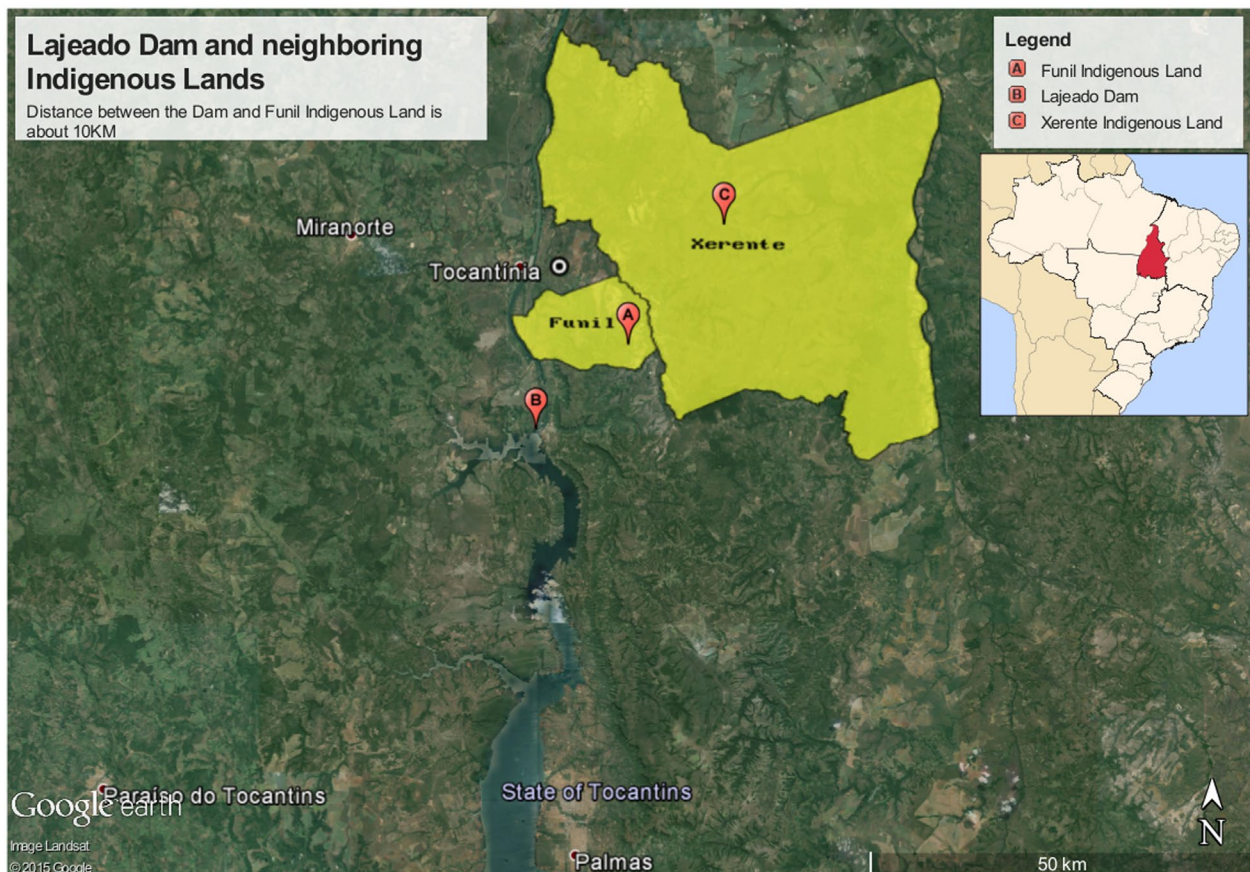 Lajeado Dam and neighboring
Indigenous Lands
Distance between the Dam and Funil Indigenous Land is
about 10KM
Legend
A Funil Indigenous Land
B Lajeado Dam
C Xerente Indigenous Land
C
Xerente
Miranorte
Tocantínia
Funil
A
B
Paraíso do Tocantins
Google earth
State of Tocantins
Image Landsat
© 2015 Google
Palmas
N
50 km